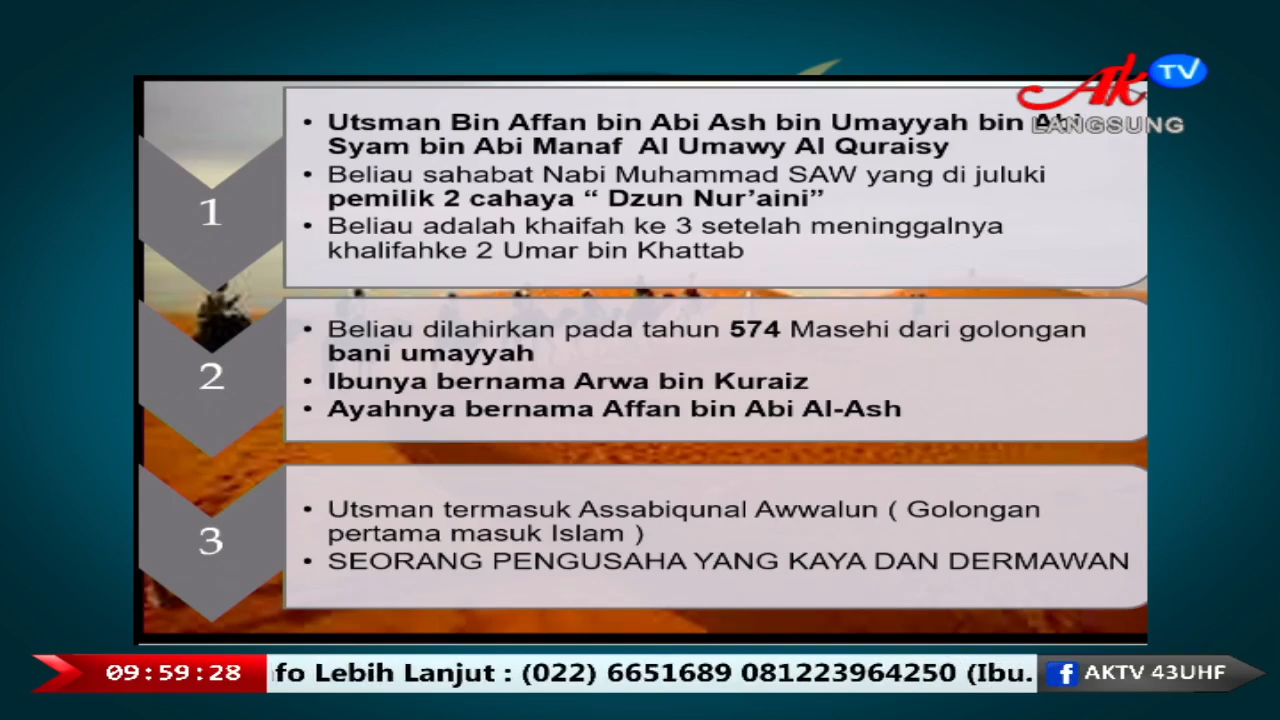 Ak TV
LANGSUNG
1
• Utsman Bin Affan bin Abi Ash bin Umayyah bin Abi
Syam bin Abi Manaf Al Umawy Al Quraisy
• Beliau sahabat Nabi Muhammad SAW yang di juluki
pemilik 2 cahaya “ Dzun Nur’aini”
• Beliau adalah khaifah ke 3 setelah meninggalnya
khalifahke 2 Umar bin Khattab
2
• Beliau dilahirkan pada tahun 574 Masehi dari golongan
bani umayyah
• Ibunya bernama Arwa bin Kuraiz
• Ayahnya bernama Affan bin Abi Al-Ash
3
• Utsman termasuk Assabiqunal Awwalun ( Golongan
pertama masuk Islam )
• SEORANG PENGUSAHA YANG KAYA DAN DERMAWAN
09:59:28
fo Lebih Lanjut : (022) 6651689 081223964250 (Ibu.
f AKTV 43UHF